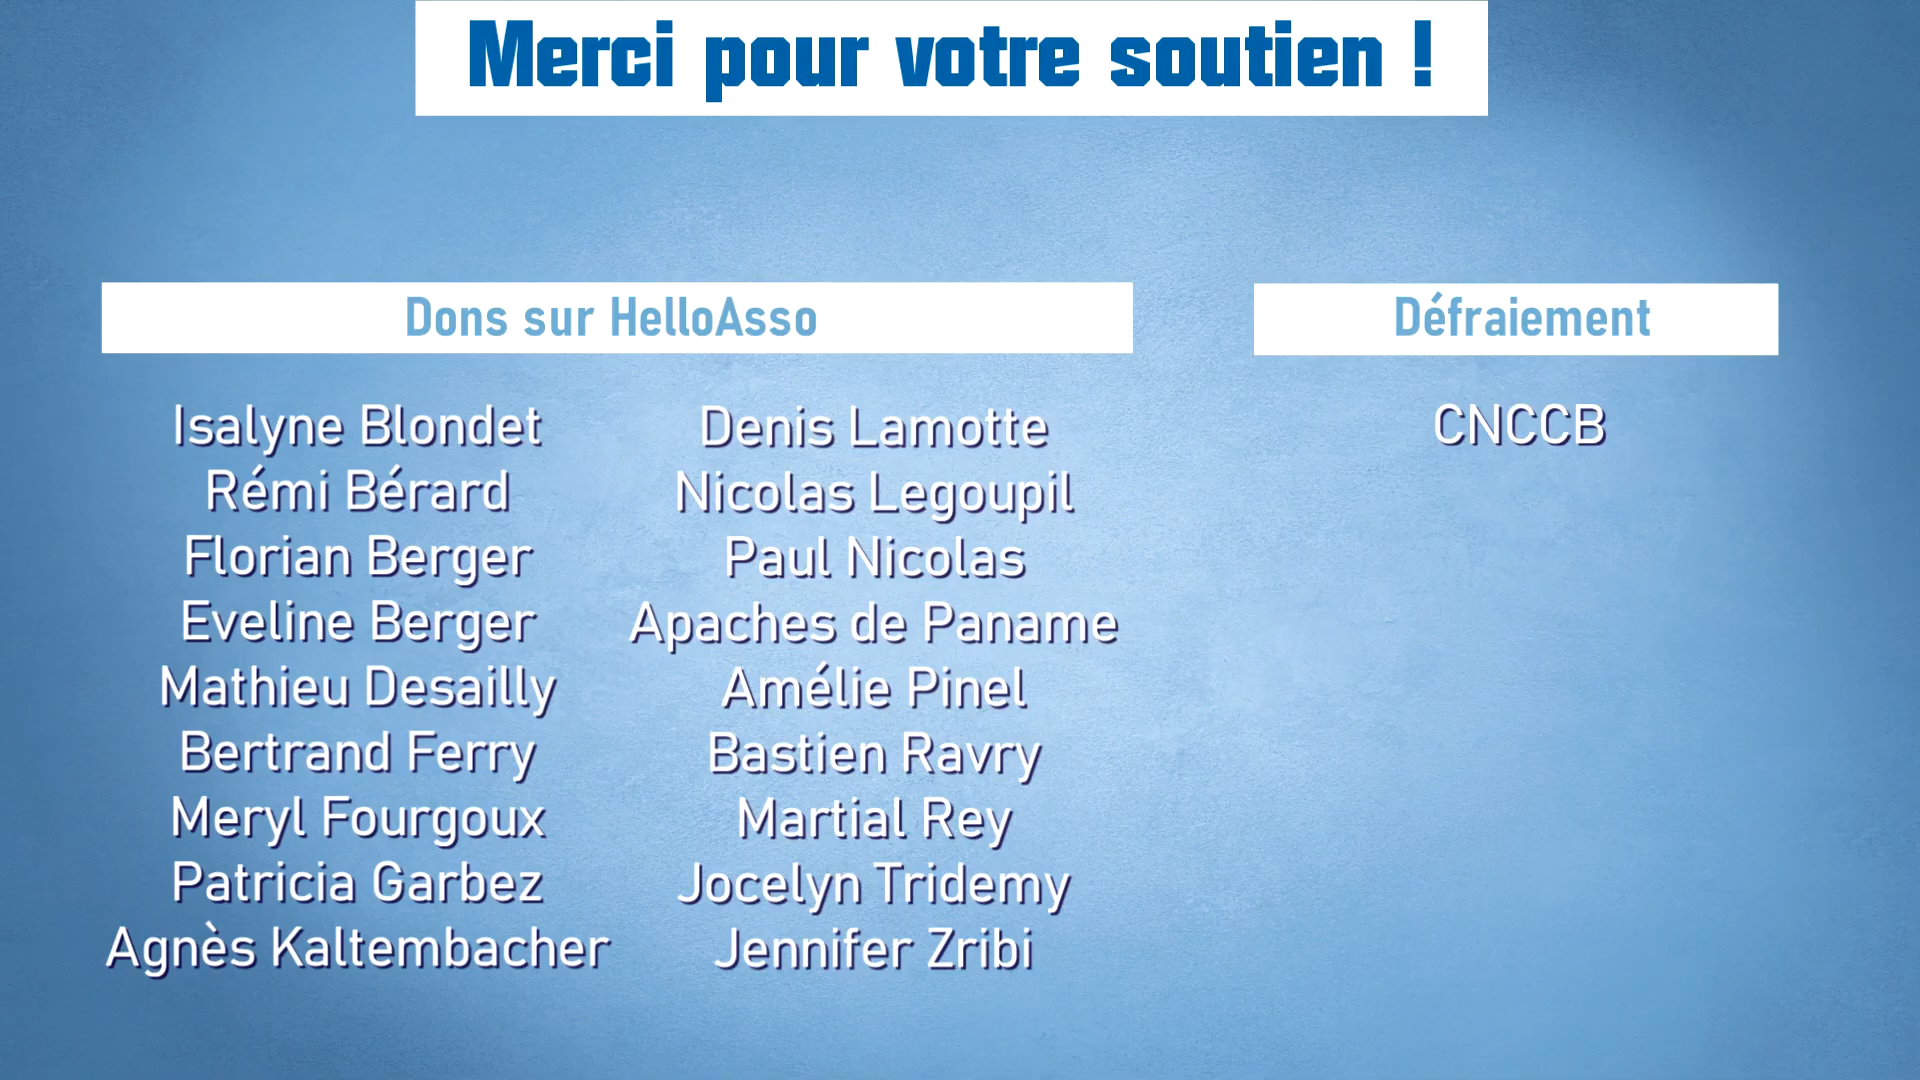 Merci pour votre soutien !
Dons sur HelloAsso
Isalyne Blondet
Rémi Bérard
Florian Berger
Eveline Berger
Mathieu Desailly
Bertrand Ferry
Meryl Fourgoux
Patricia Garbez
Agnès Kaltembacher
Denis Lamotte
Nicolas Legoupil
Paul Nicolas
Apaches de Paname
Amélie Pinel
Bastien Ravry
Martial Rey
Jocelyn Tridemy
Jennifer Zribi
Défraiement
CNCCB